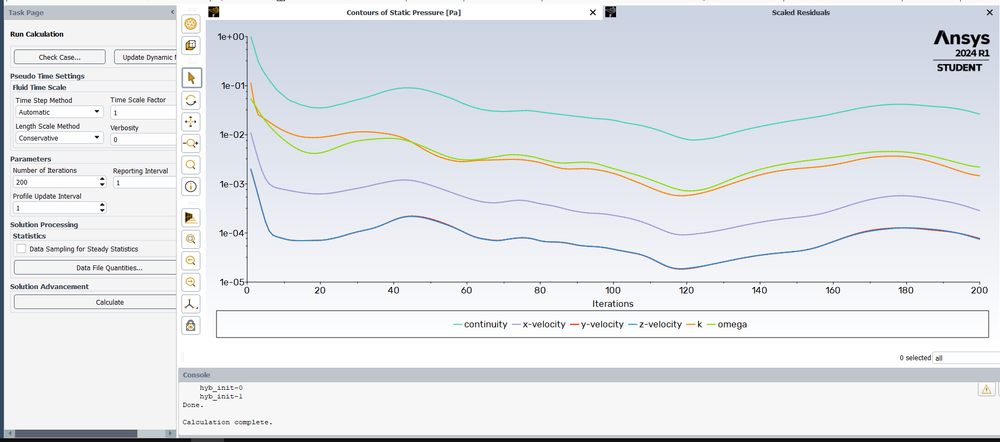 Task Page
Run Calculation
Check Case...
Update Dynamic
Pseudo Time Settings
Fluid Time Scale
Time Step Method
Time Scale Factor
Automatic
1
Length Scale Method
Verbosity
Conservative
0
Parameters
Number of Iterations
Reporting Interval
200
1
Profile Update Interval
1
Solution Processing
Statistics
Data Sampling for Steady Statistics
Data File Quantities...
Solution Advancement
Calculate
Contours of Static Pressure [Pa]
Scaled Residuals
Ansys
2024 R1
STUDENT
1e+00
1e-01
1e-02
1e-03
1e-04
1e-05
0 20 40 60 80 100 120 140 160 180 200
Iterations
continuity x-velocity y-velocity z-velocity k omega
0 selected all
Console
hyb_init-0
hyb_init-1
Done.
Calculation complete.